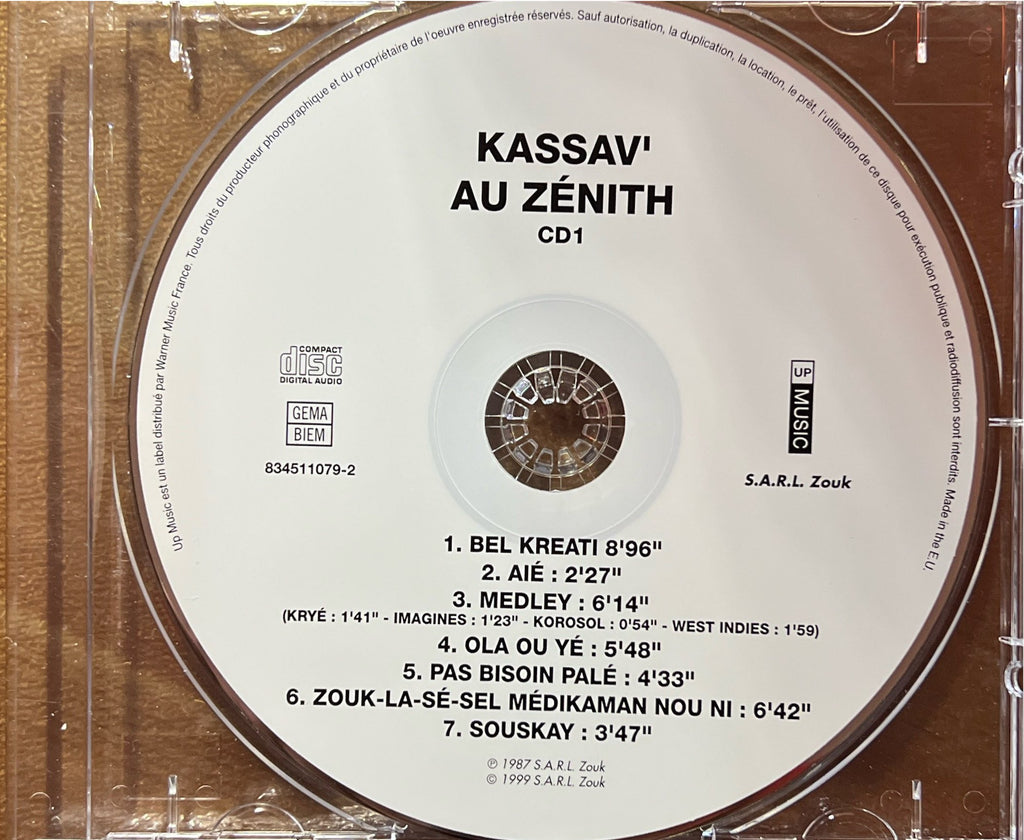 Up Music est un label distribué par Warner Music France. Tous droits du producteur phonographique et du propriétaire de l'oeuvre enregistrée réservés. Sauf autorisation, la duplication, la location, le prêt, l'utilisation de ce disque pour exécution publique et radiodiffusion sont interdits. Made in the E.U.
KASSAV'
AU ZÉNITH
CD1
COMPACT
disc
DIGITAL AUDIO
GEMA
BIEM
834511079-2
UP
MUSIC
S.A.R.L. Zouk
1. BEL KREATI 8'96"
2. AIÉ : 2'27"
3. MEDLEY : 6'14"
(KRYÉ : 1'41" - IMAGINES : 1'23" - KOROSOL : 0'54" - WEST INDIES : 1'59)
4. OLA OU YÉ : 5'48"
5. PAS BISOIN PALÉ : 4'33"
6. ZOUK-LA-SÉ-SEL MÉDIKAMAN NOU NI : 6'42"
7. SOUSKAY : 3'47"
℗ 1987 S.A.R.L. Zouk
© 1999 S.A.R.L. Zouk